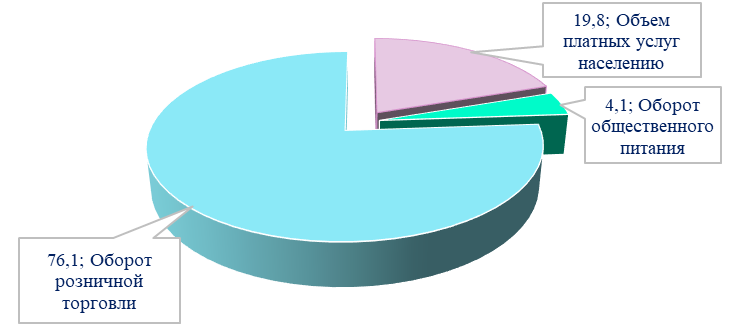 19,8; Объем
платных услуг
населению
4,1; Оборот
общественного
питания
76,1; Оборот
розничной
торговли